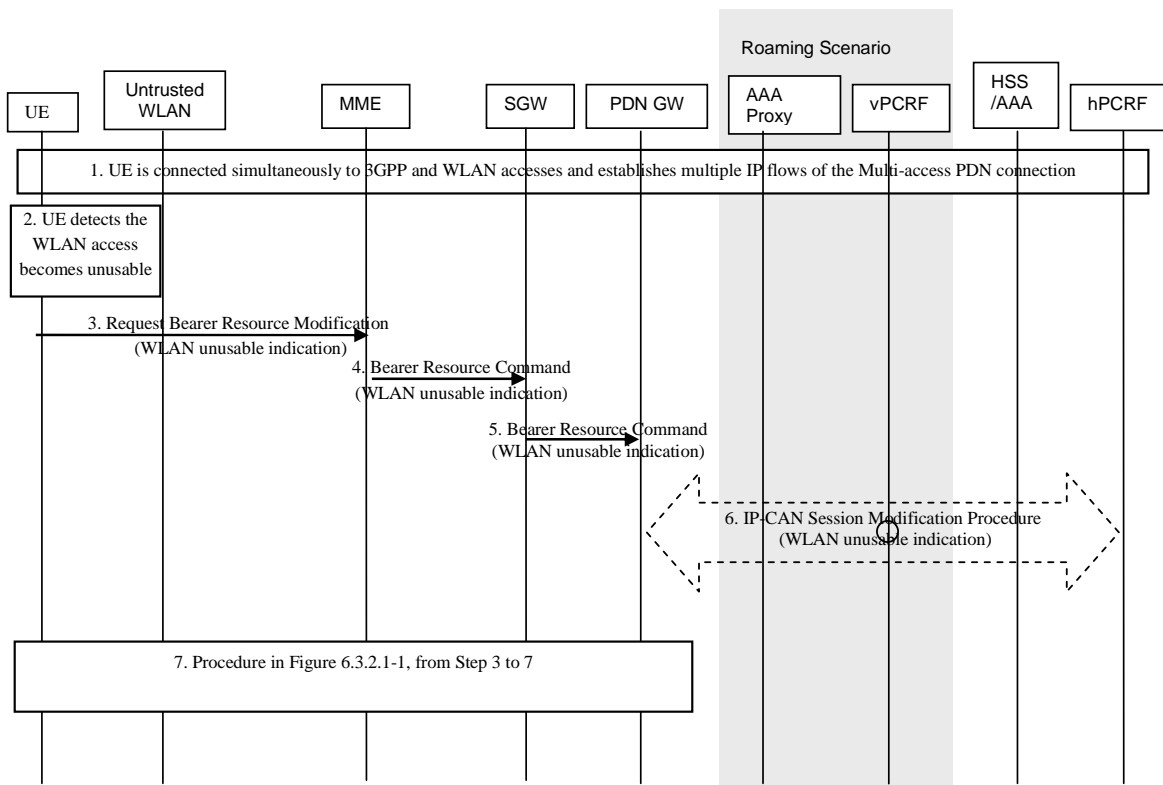 Roaming Scenario
UE
Untrusted
WLAN
MME
SGW
PDN GW
AAA
Proxy
vPCRF
HSS
/AAA
hPCRF
1. UE is connected simultaneously to 3GPP and WLAN accesses and establishes multiple IP flows of the Multi-access PDN connection
2. UE detects the
WLAN access
becomes unusable
3. Request Bearer Resource Modification
(WLAN unusable indication)
4. Bearer Resource Command
(WLAN unusable indication)
5. Bearer Resource Command
(WLAN unusable indication)
6. IP-CAN Session Modification Procedure
(WLAN unusable indication)
7. Procedure in Figure 6.3.2.1-1, from Step 3 to 7